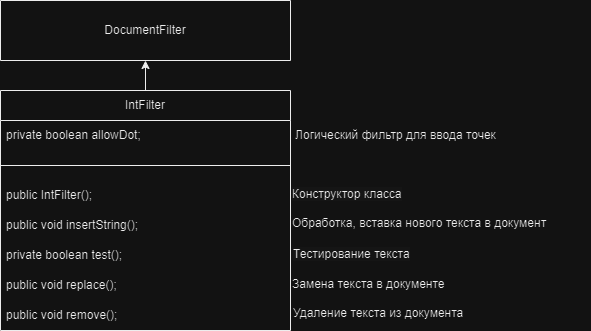 DocumentFilter
IntFilter
private boolean allowDot; Логический фильтр для ввода точек
public IntFilter(); Конструктор класса
public void insertString(); Обработка, вставка нового текста в документ
private boolean test(); Тестирование текста
public void replace(); Замена текста в документе
public void remove(); Удаление текста из документа